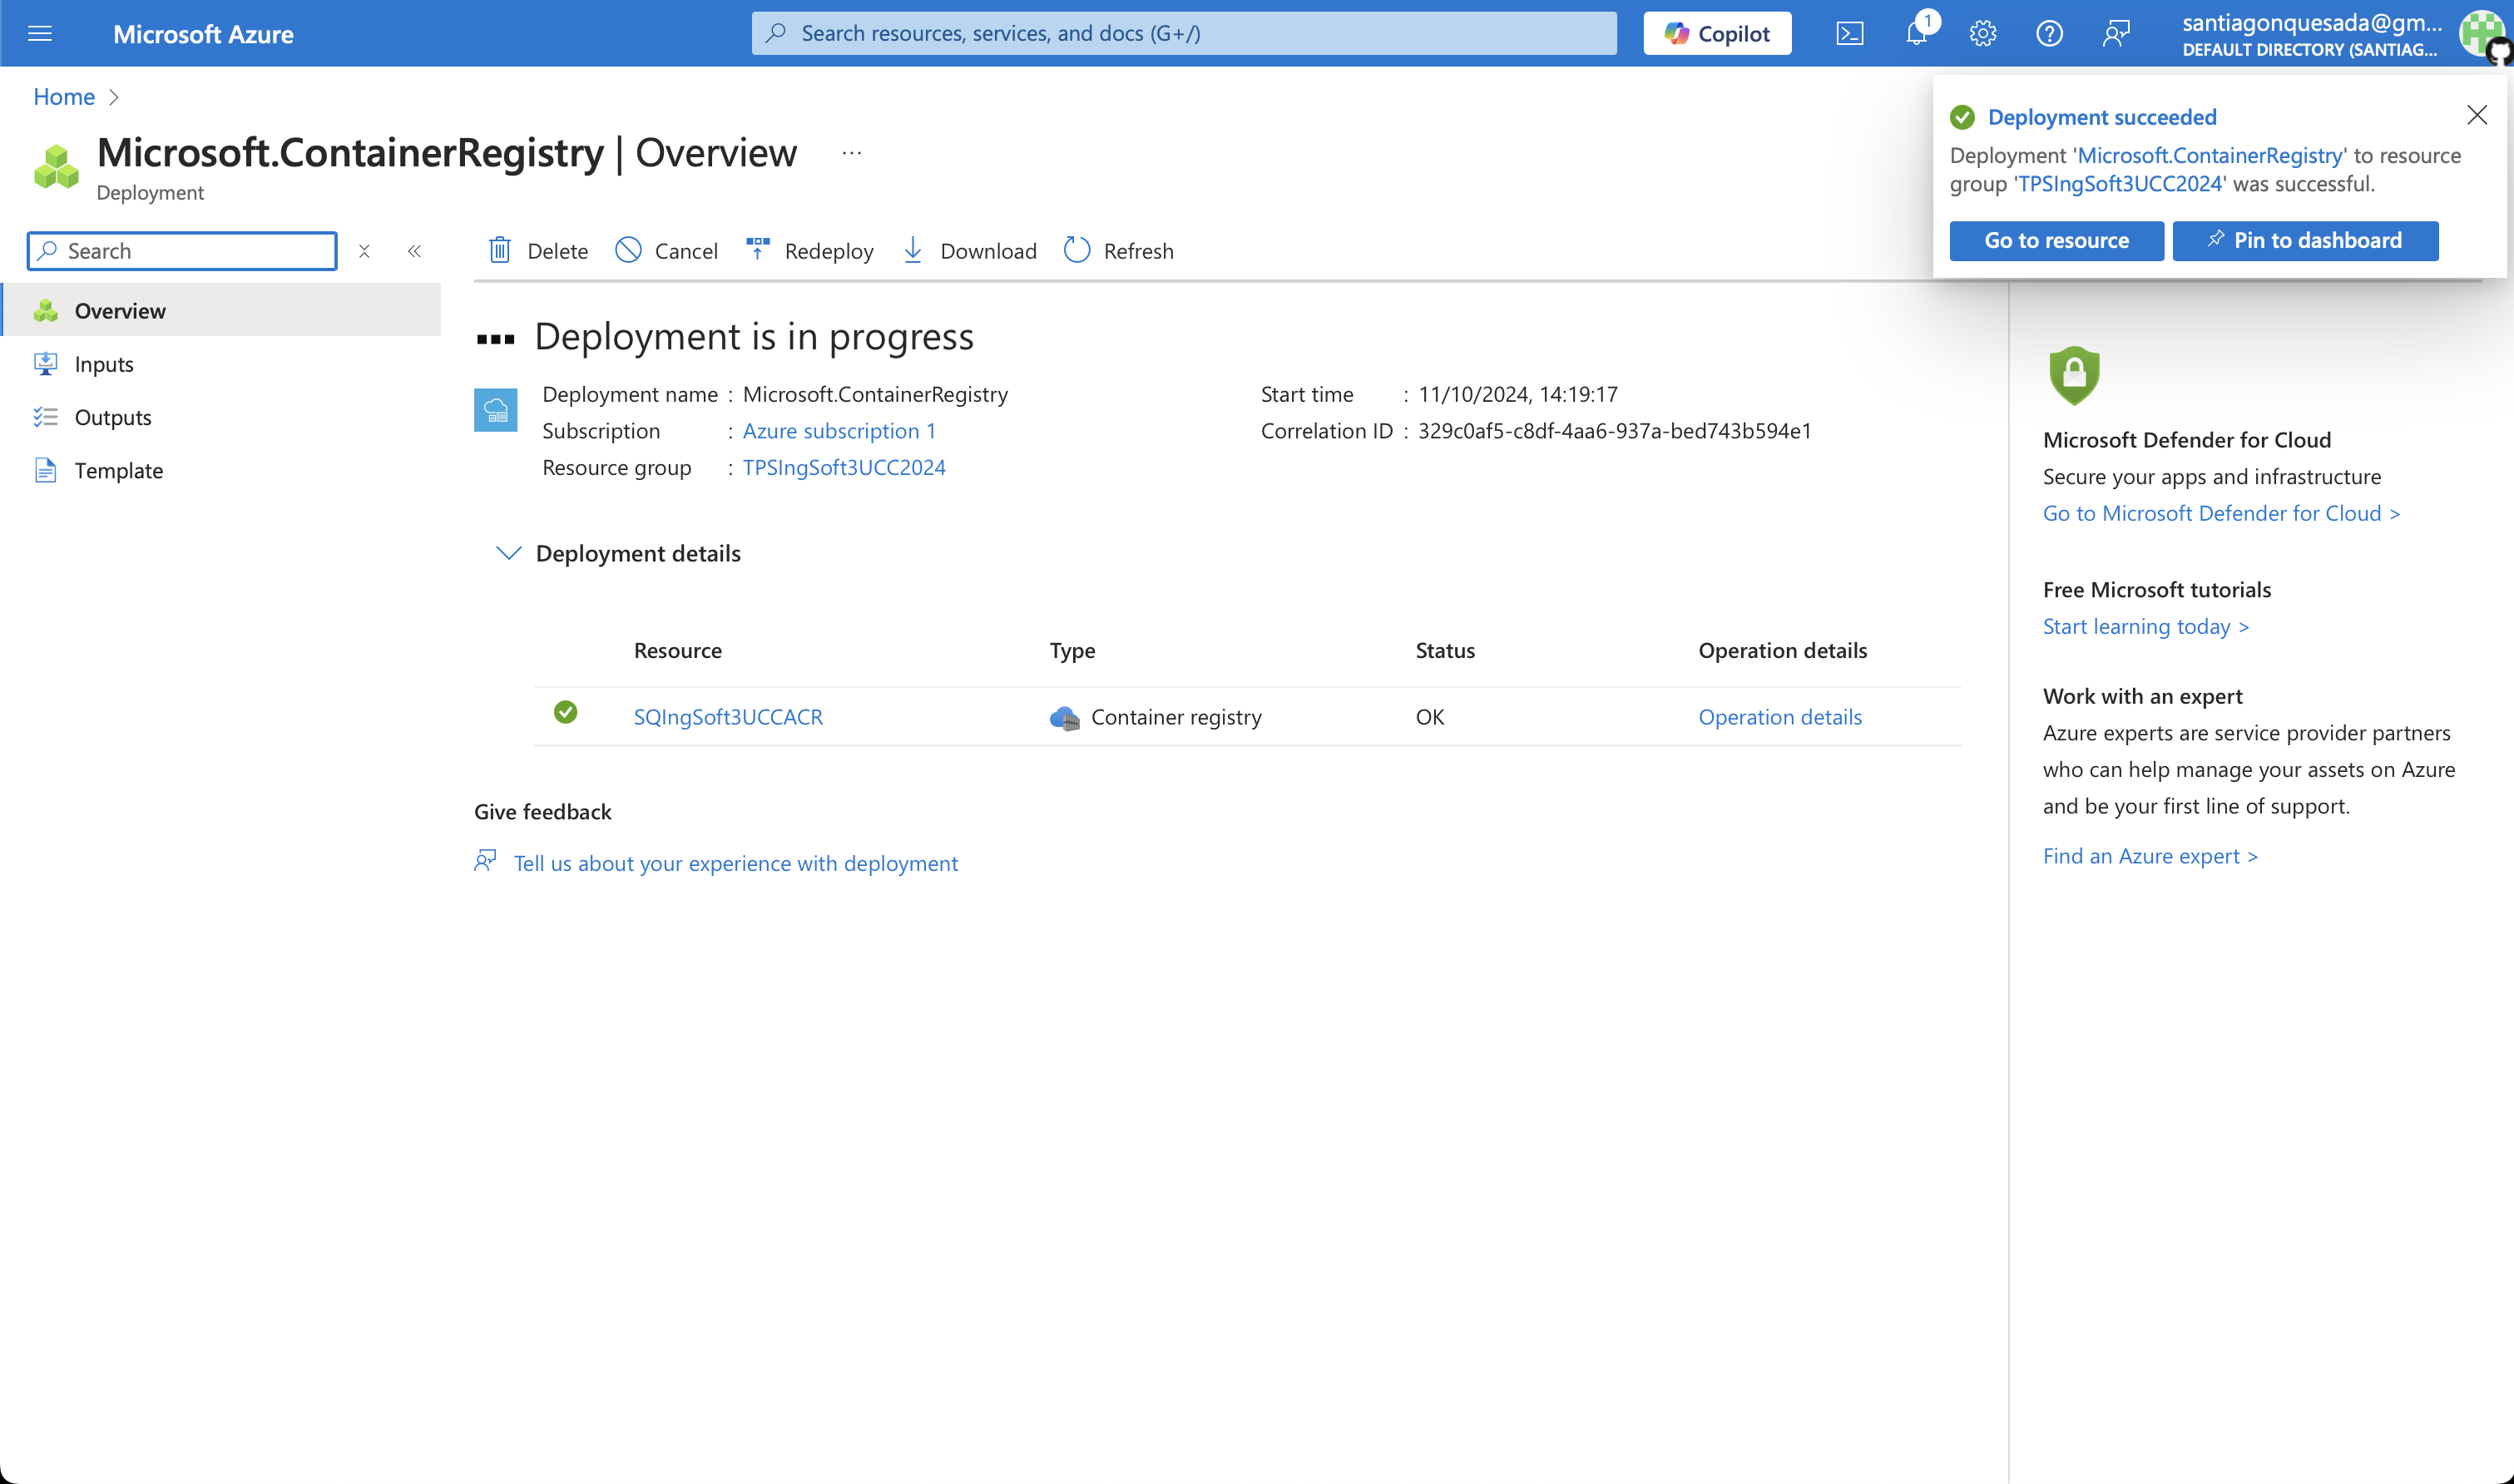 Microsoft Azure
Search resources, services, and docs (G+/)
Copilot
1
santiagonquesada@gm...
DEFAULT DIRECTORY (SANTIAG...
Home
Microsoft.ContainerRegistry | Overview
...
Deployment
Deployment succeeded
Deployment 'Microsoft.ContainerRegistry' to resource
group 'TPSIngSoft3UCC2024' was successful.
Go to resource
Pin to dashboard
Search
Delete
Cancel
Redeploy
Download
Refresh
Overview
Inputs
Outputs
Template
Deployment is in progress
Deployment name : Microsoft.ContainerRegistry
Subscription : Azure subscription 1
Resource group : TPSIngSoft3UCC2024
Start time : 11/10/2024, 14:19:17
Correlation ID : 329c0af5-c8df-4aa6-937a-bed743b594e1
Deployment details
Resource Type Status Operation details
SQIngSoft3UCCACR Container registry OK Operation details
Give feedback
Tell us about your experience with deployment
Microsoft Defender for Cloud
Secure your apps and infrastructure
Go to Microsoft Defender for Cloud >
Free Microsoft tutorials
Start learning today >
Work with an expert
Azure experts are service provider partners
who can help manage your assets on Azure
and be your first line of support.
Find an Azure expert >